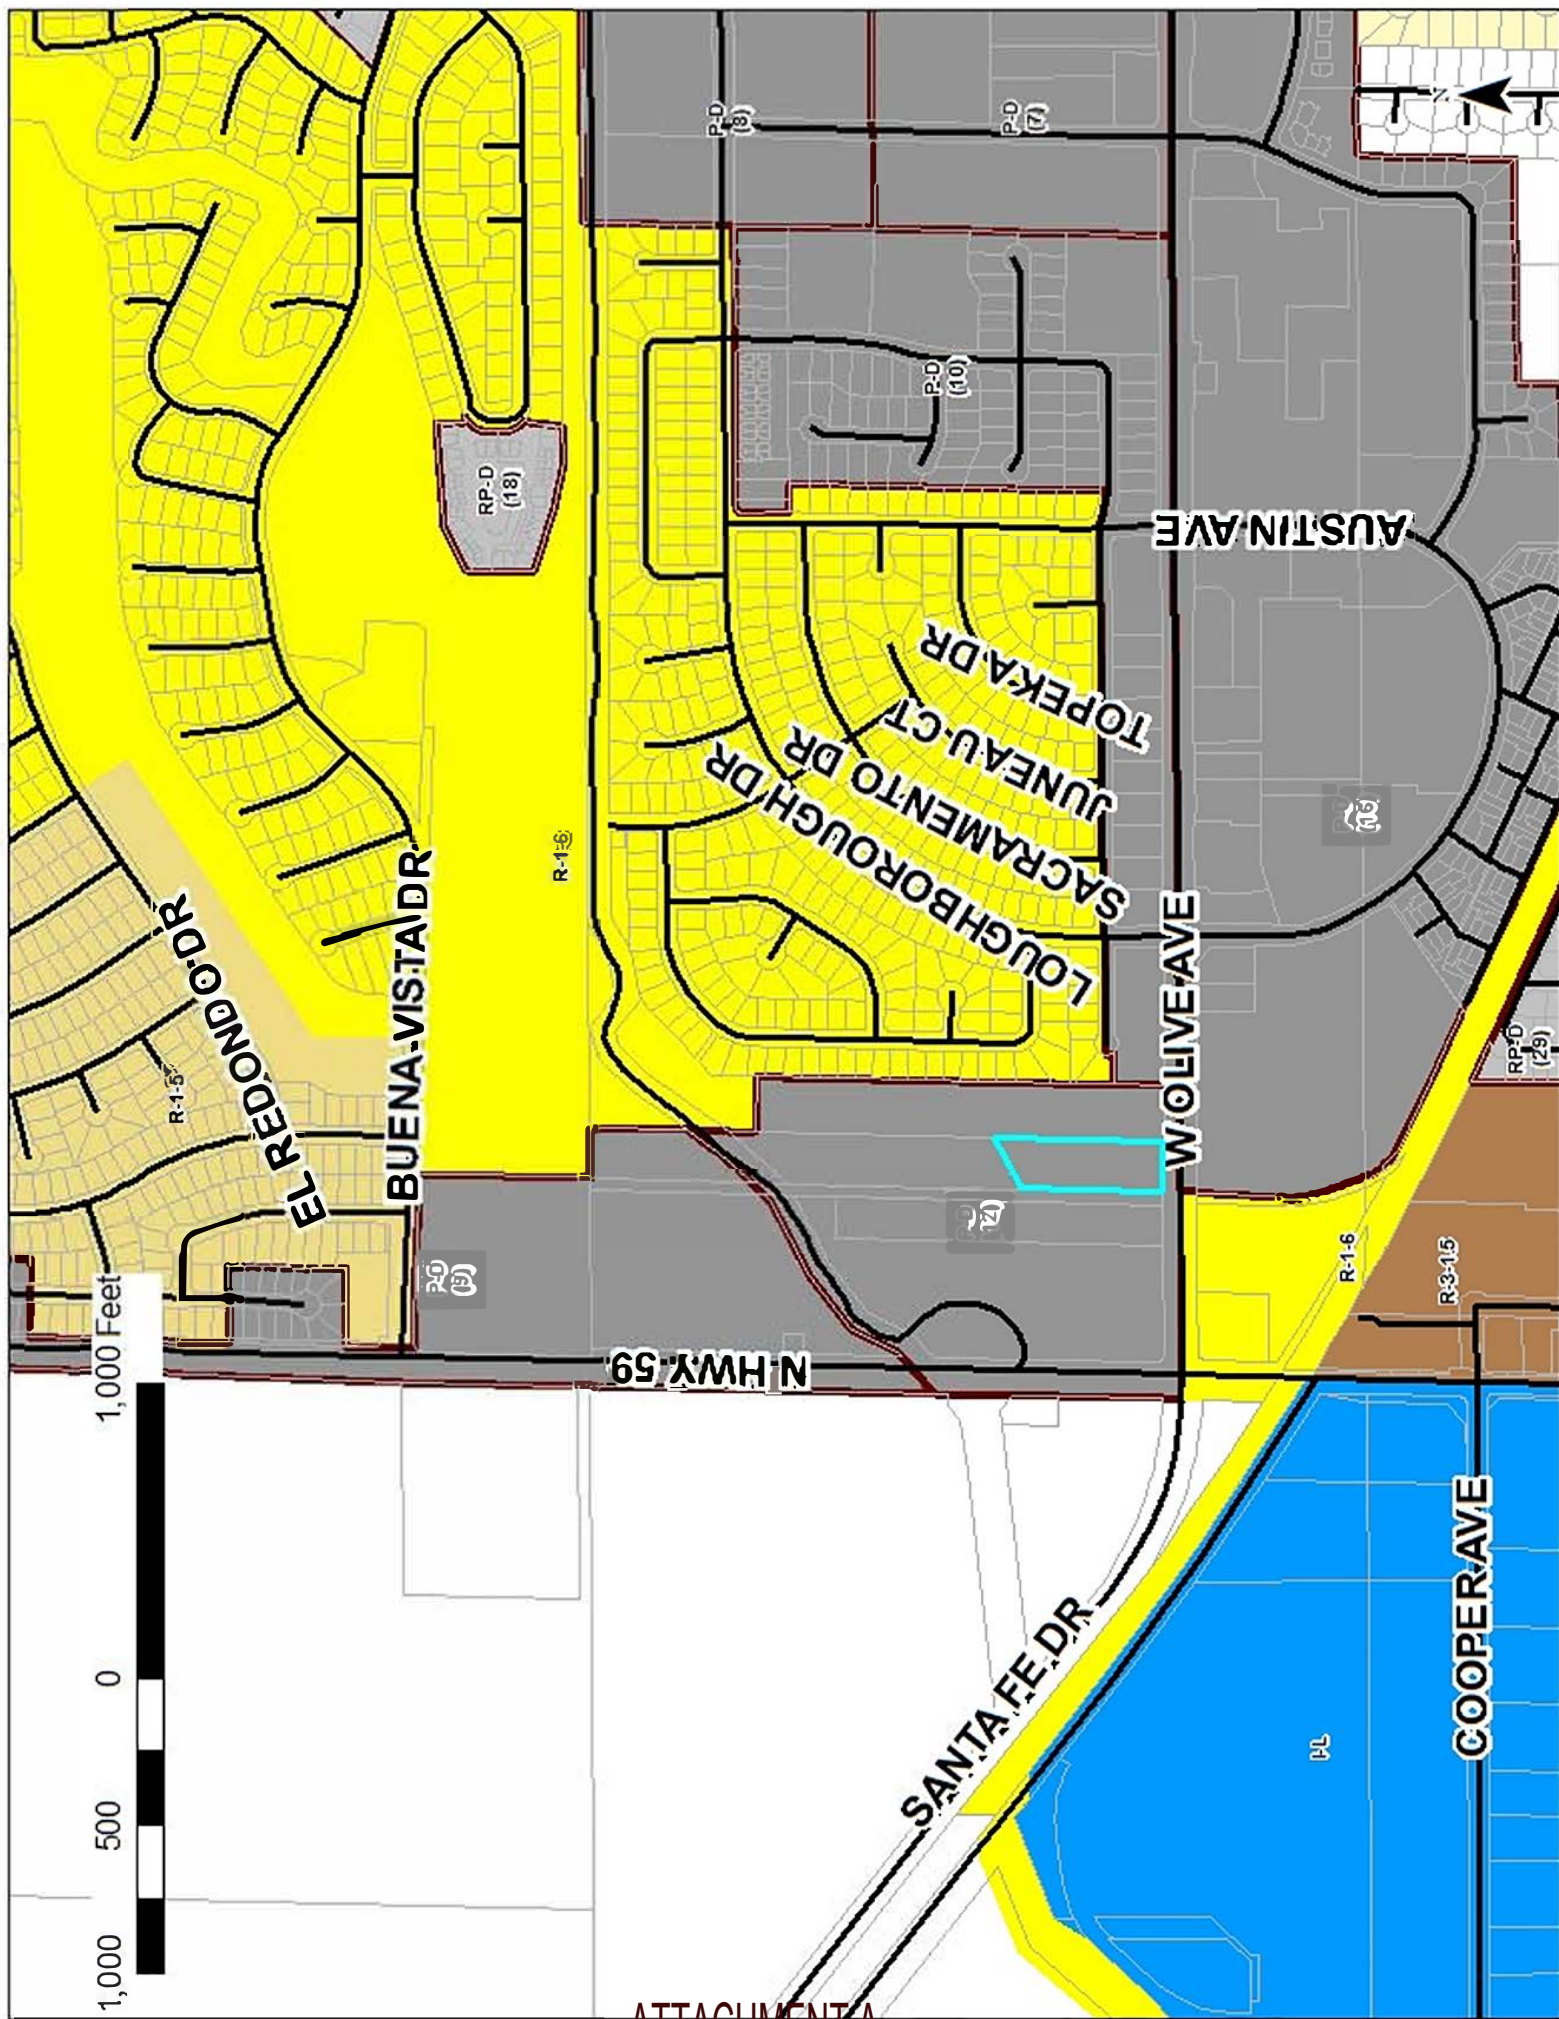 P-D
(8)
P-D
(7)
N
P-D
(10)
RP-D
(18)
AUSTIN AVE
TOPEKA DR
JUNEAU CT
SACRAMENTO DR
LOUGHBOROUGH DR
R-1-6
R-1-5
EL REDONDO DR
BUENA VISTA DR
W OLIVE AVE
RP-D
(29)
R-1-6
R-3-1.5
N HWY 59
1,000 Feet
0
500
1,000
SANTA FE DR
COOPER AVE
I-L
ATTACHMENT A